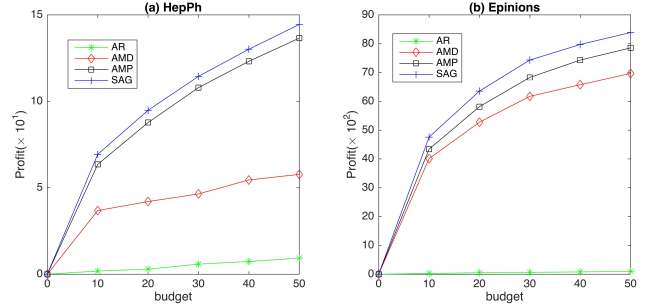 (a) HepPh
Profit(× 10¹)
15
10
5
0
AR
AMD
AMP
SAG
0 10 20 30 40 50
budget
(b) Epinions
Profit(× 10²)
90
80
70
60
50
40
30
20
10
0
AR
AMD
AMP
SAG
0 10 20 30 40 50
budget